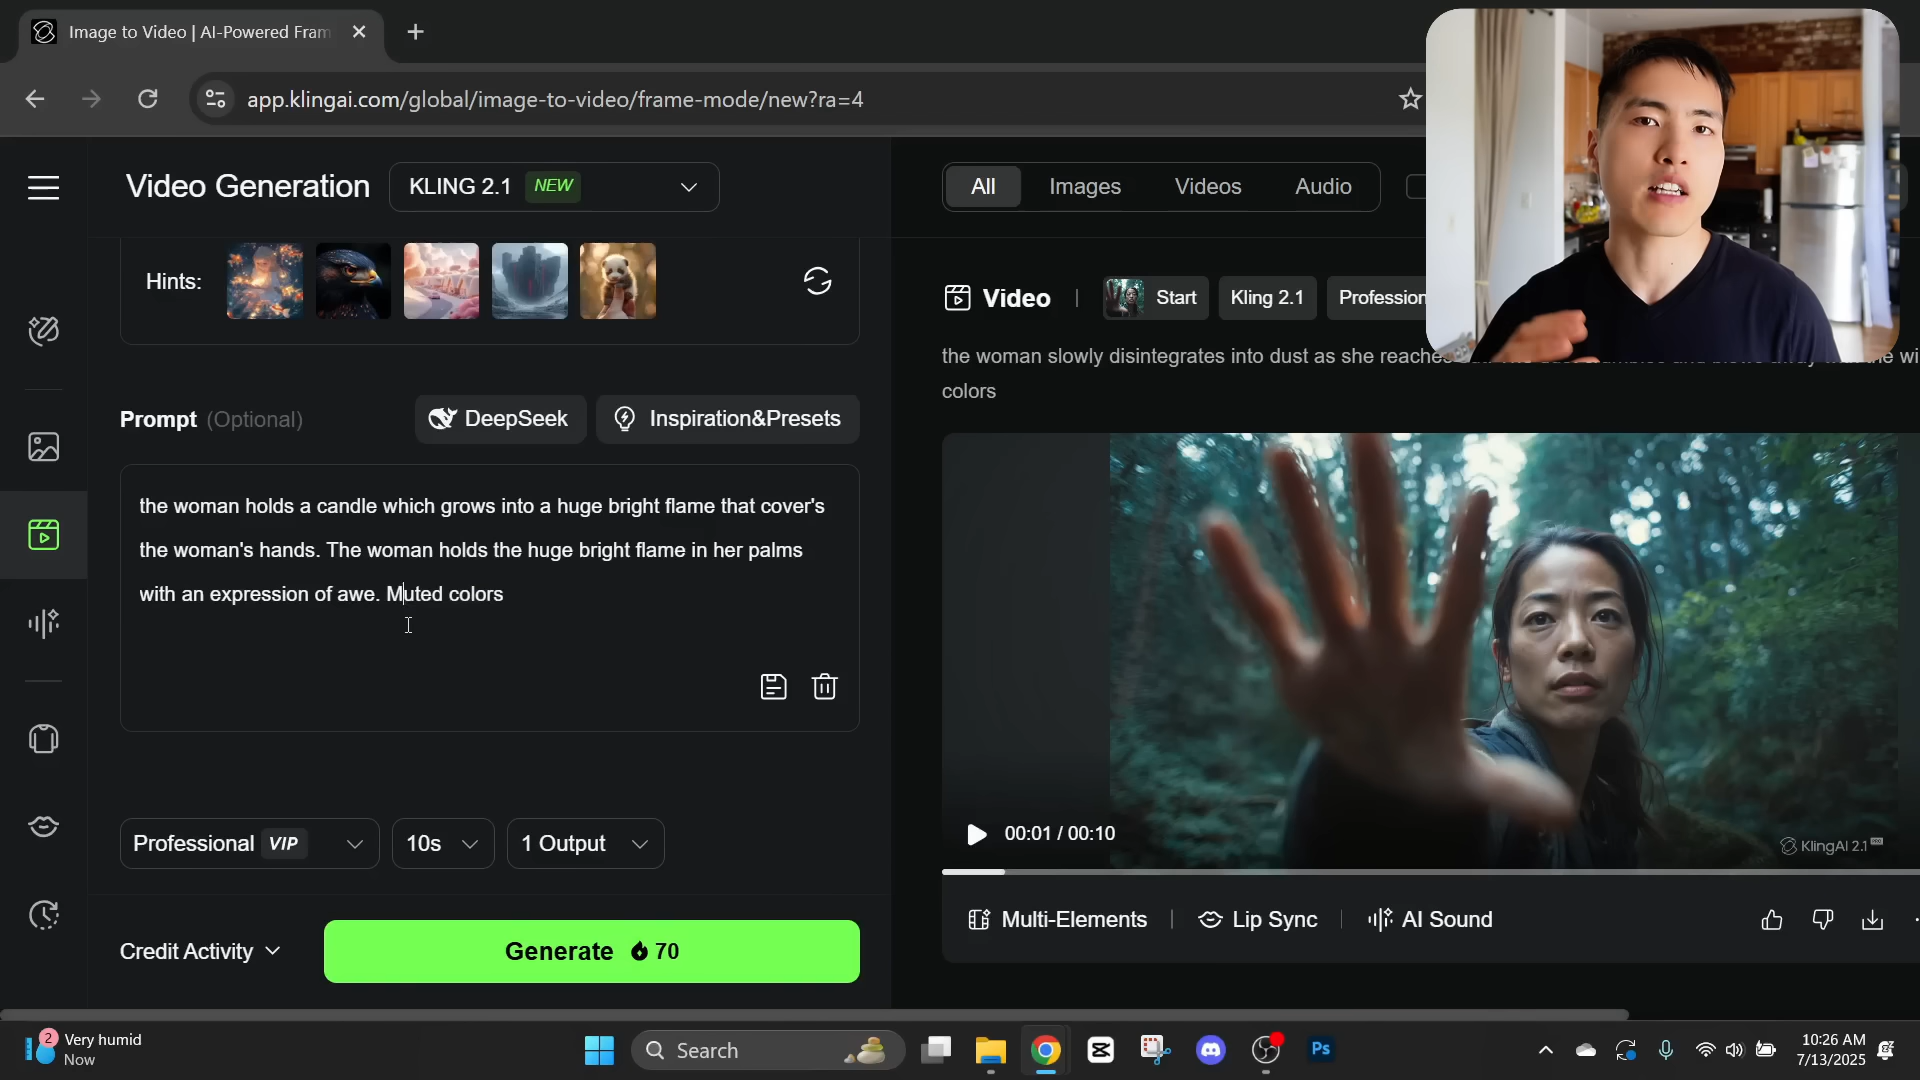 Image to Video | AI-Powered Fram
app.klingai.com/global/image-to-video/frame-mode/new?ra=4
Video Generation
KLING 2.1 NEW
All Images Videos Audio
Hints:
Video | Start Kling 2.1 Profession
the woman slowly disintegrates into dust as she reaches
colors
Prompt (Optional)
DeepSeek
Inspiration&Presets
the woman holds a candle which grows into a huge bright flame that cover's
the woman's hands. The woman holds the huge bright flame in her palms
with an expression of awe. Muted colors
00:01 / 00:10
KlingAI 2.1
Professional VIP
10s
1 Output
Multi-Elements | Lip Sync | AI Sound
Credit Activity
Generate 70
2
Very humid
Now
Search
Ps
10:26 AM
7/13/2025